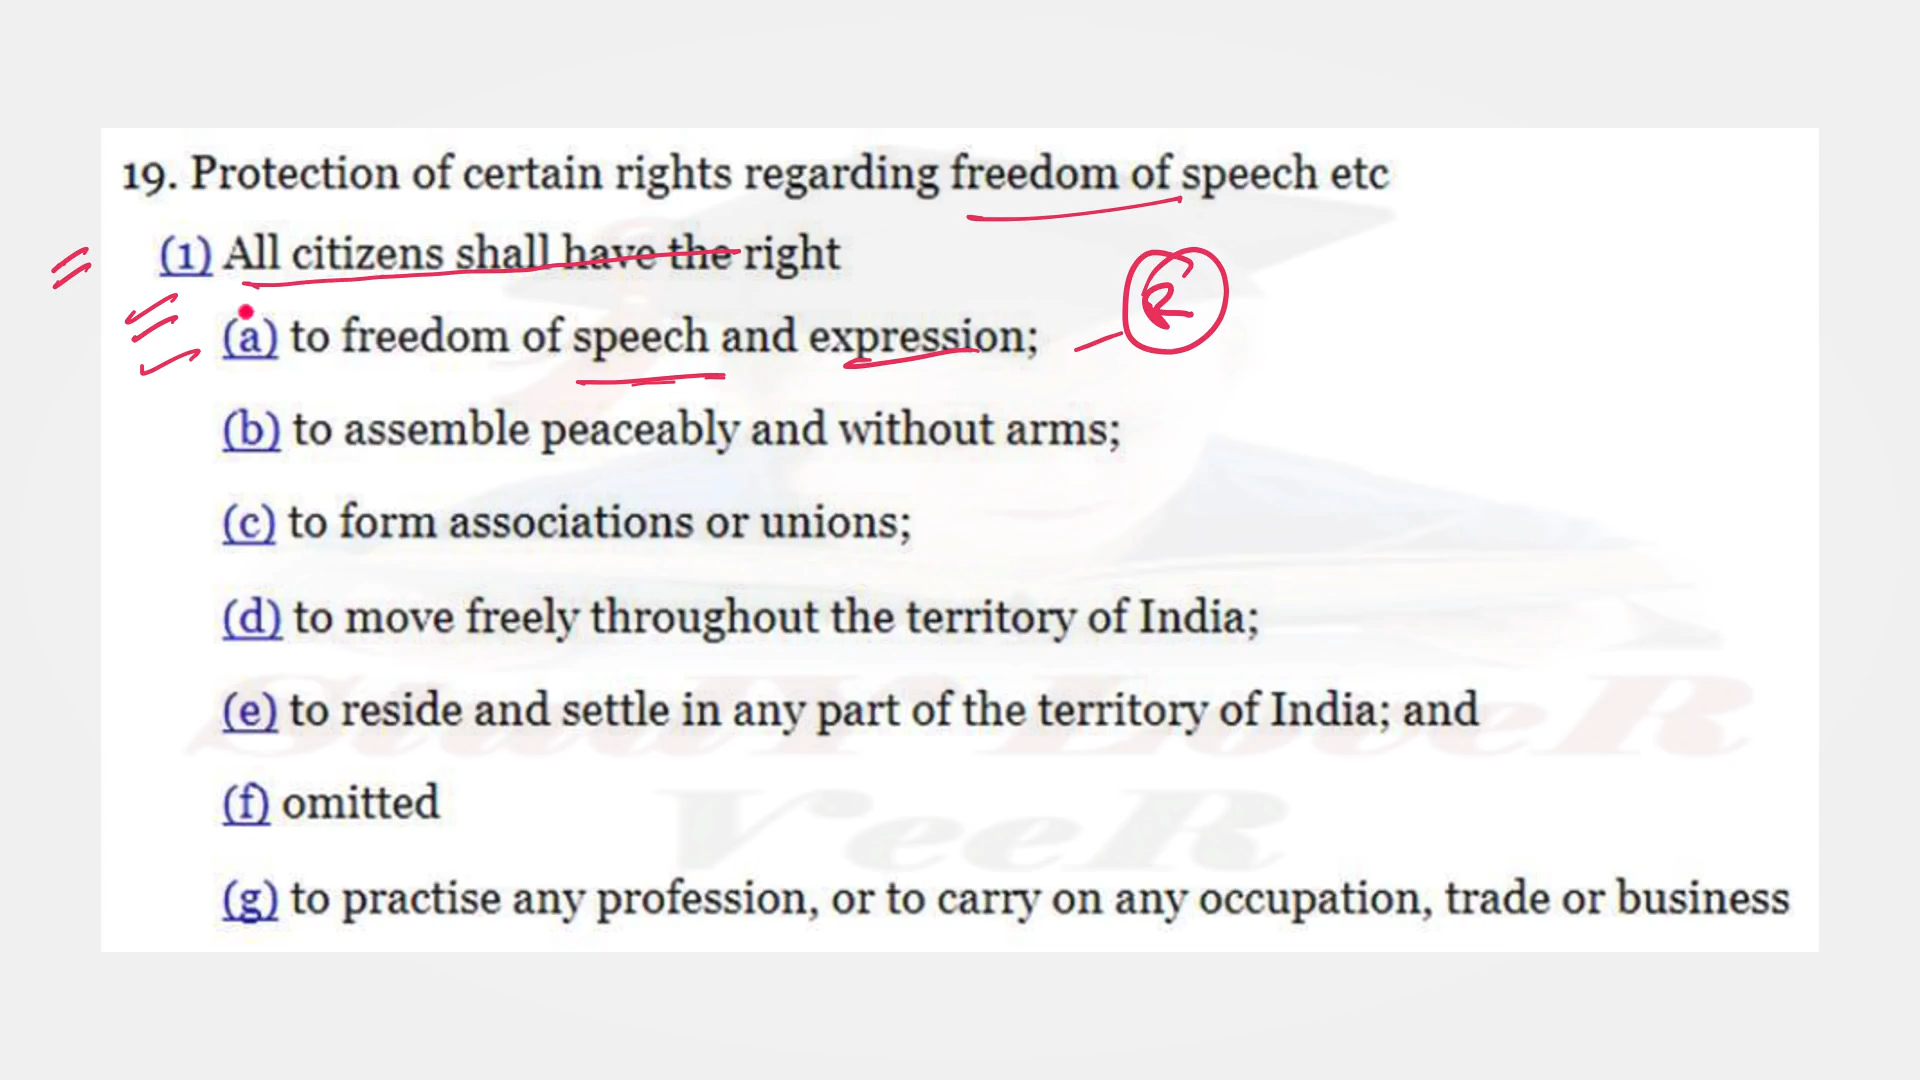 19. Protection of certain rights regarding freedom of speech etc
(1) All citizens shall have the right
(a) to freedom of speech and expression;
(b) to assemble peaceably and without arms;
(c) to form associations or unions;
(d) to move freely throughout the territory of India;
(e) to reside and settle in any part of the territory of India; and
(f) omitted
(g) to practise any profession, or to carry on any occupation, trade or business
StudY LoveR
VeeR